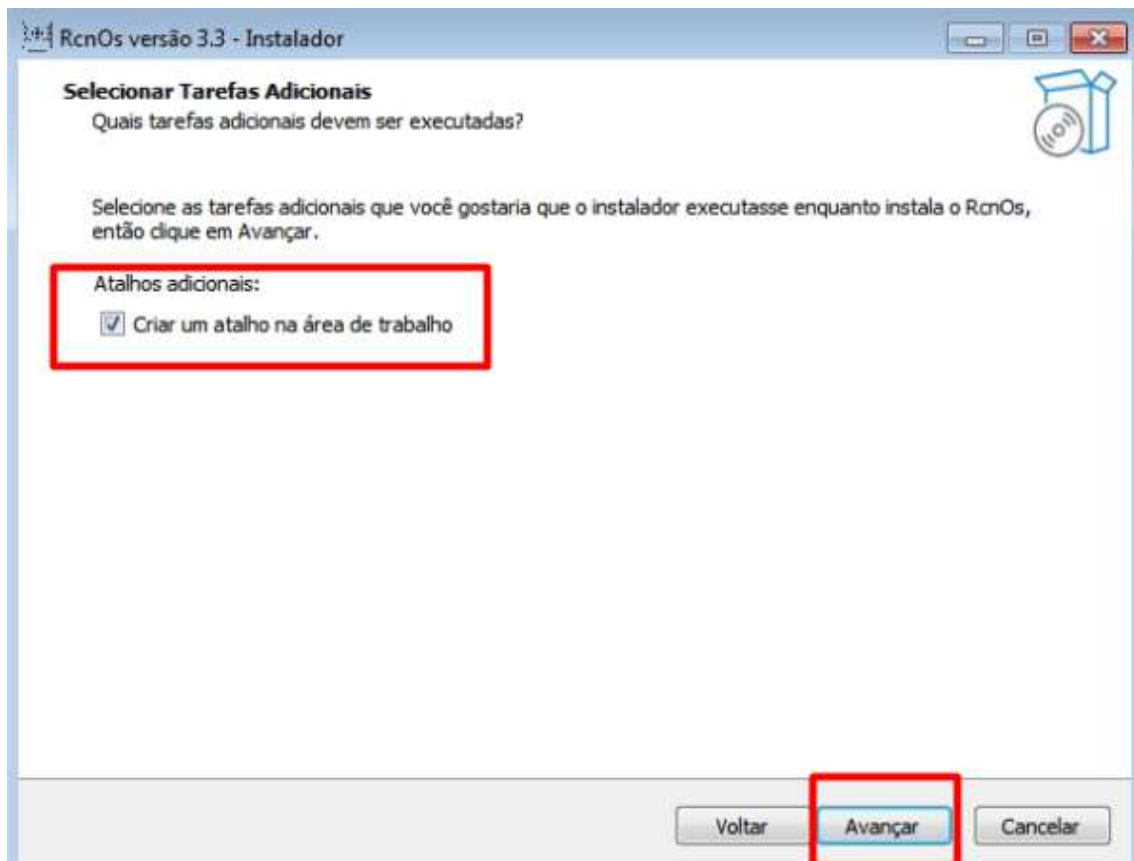 RcnOs versão 3.3 - Instalador
Selecionar Tarefas Adicionais
Quais tarefas adicionais devem ser executadas?
Selecione as tarefas adicionais que você gostaria que o instalador executasse enquanto instala o RcnOs,
então clique em Avançar.
Atalhos adicionais:
Criar um atalho na área de trabalho
Voltar
Avançar
Cancelar